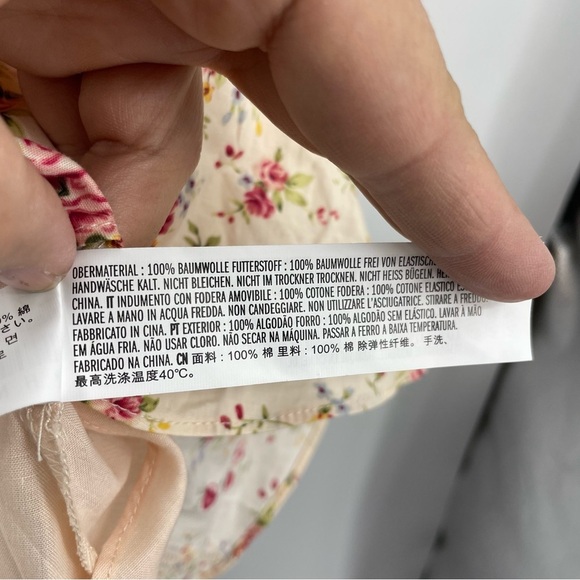 OBERMATERIAL : 100% BAUMWOLLE FUTTERSTOFF : 100% BAUMWOLLE FREI VON
HANDWÄSCHE KALT. NICHT BLEICHEN. NICHT IM TROCKNER TROCKNEN. NICHT HEISS BÜGELN.
CHINA. IT INDUMENTO CON FODERA AMOVIBILE : 100% COTONE FODERA : 100% COTONE ELASTICO
LAVARE A MANO IN ACQUA FREDDA. NON CANDEGGIARE. NON UTILIZZARE L'ASCIUGATRICE. STIRARE A
FABBRICATO IN CINA. PT EXTERIOR : 100% ALGODÃO FORRO : 100% ALGODÃO SEM ELÁSTICO. LAVAR À MÃO
EM ÁGUA FRIA. NÃO USAR CLORO. NÃO SECAR NA MÁQUINA. PASSAR A FERRO A BAIXA TEMPERATURA.
FABRICADO NA CHINA. CN 面料 : 100% 棉 里料 : 100% 棉 除弹性纤维。 手洗、
最高洗涤温度40℃。
% 綿
さい。
면